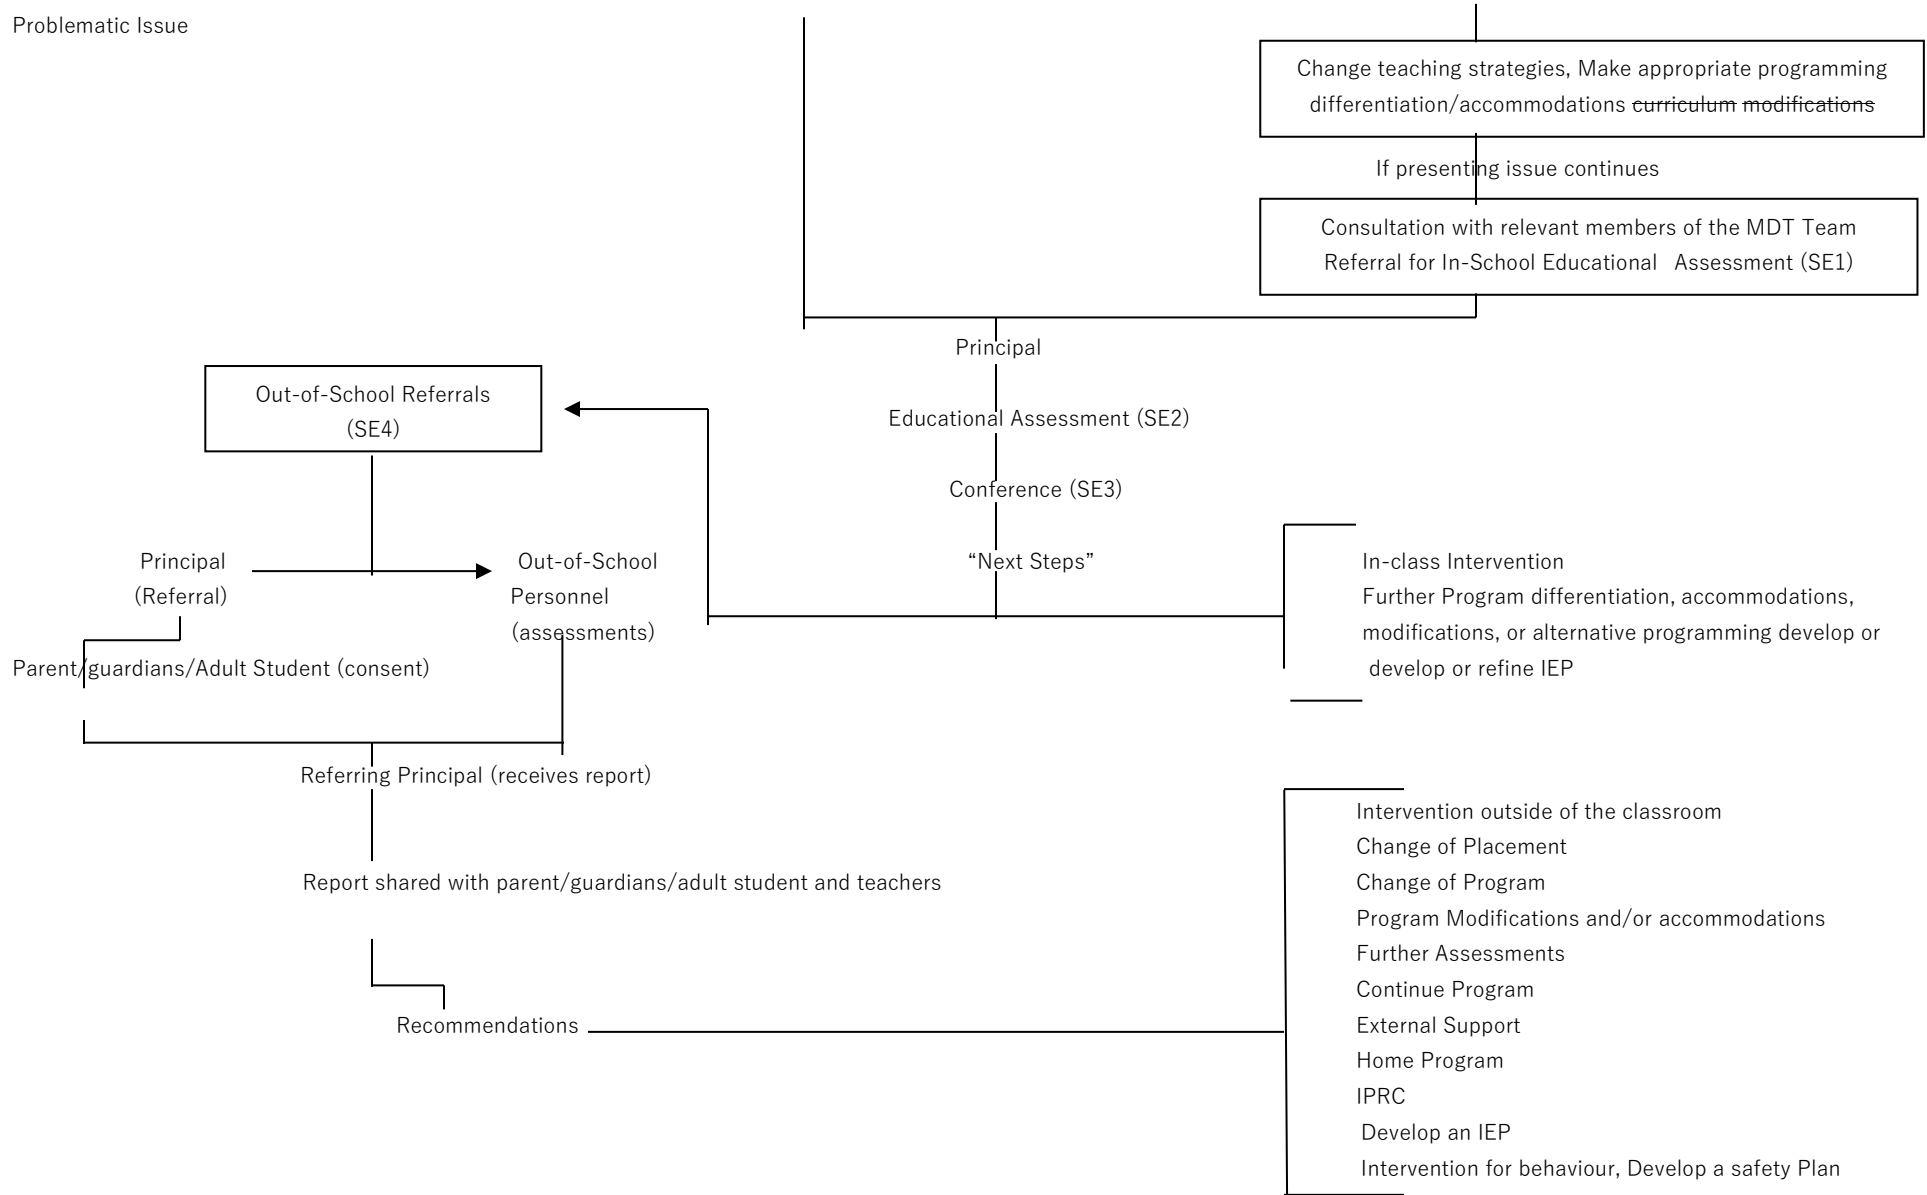 Problematic Issue
Change teaching strategies, Make appropriate programming
differentiation/accommodations curriculum modifications
If presenting issue continues
Consultation with relevant members of the MDT Team
Referral for In-School Educational Assessment (SE1)
Principal
Out-of-School Referrals
(SE4)
Educational Assessment (SE2)
Conference (SE3)
Principal
(Referral)
Out-of-School
Personnel
(assessments)
“Next Steps”
In-class Intervention
Further Program differentiation, accommodations,
modifications, or alternative programming develop or
develop or refine IEP
Parent/guardians/Adult Student (consent)
Referring Principal (receives report)
Report shared with parent/guardians/adult student and teachers
Recommendations
Intervention outside of the classroom
Change of Placement
Change of Program
Program Modifications and/or accommodations
Further Assessments
Continue Program
External Support
Home Program
IPRC
Develop an IEP
Intervention for behaviour, Develop a safety Plan